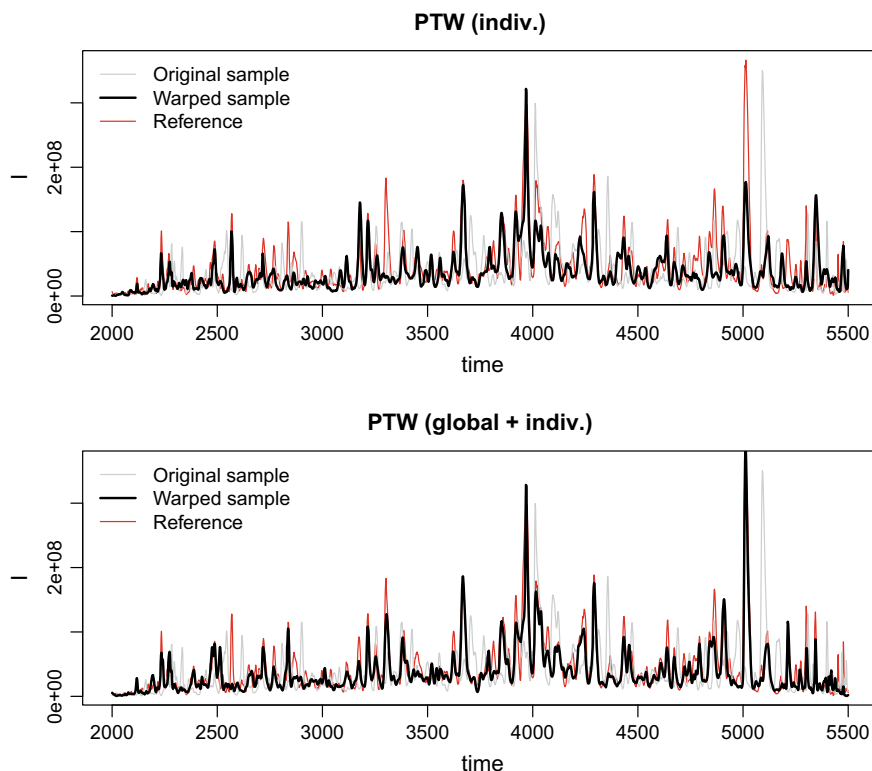 PTW (indiv.)
Original sample
Warped sample
Reference
I
0e+00
2e+08
2000 2500 3000 3500 4000 4500 5000 5500
time
PTW (global + indiv.)
Original sample
Warped sample
Reference
I
0e+00
2e+08
2000 2500 3000 3500 4000 4500 5000 5500
time